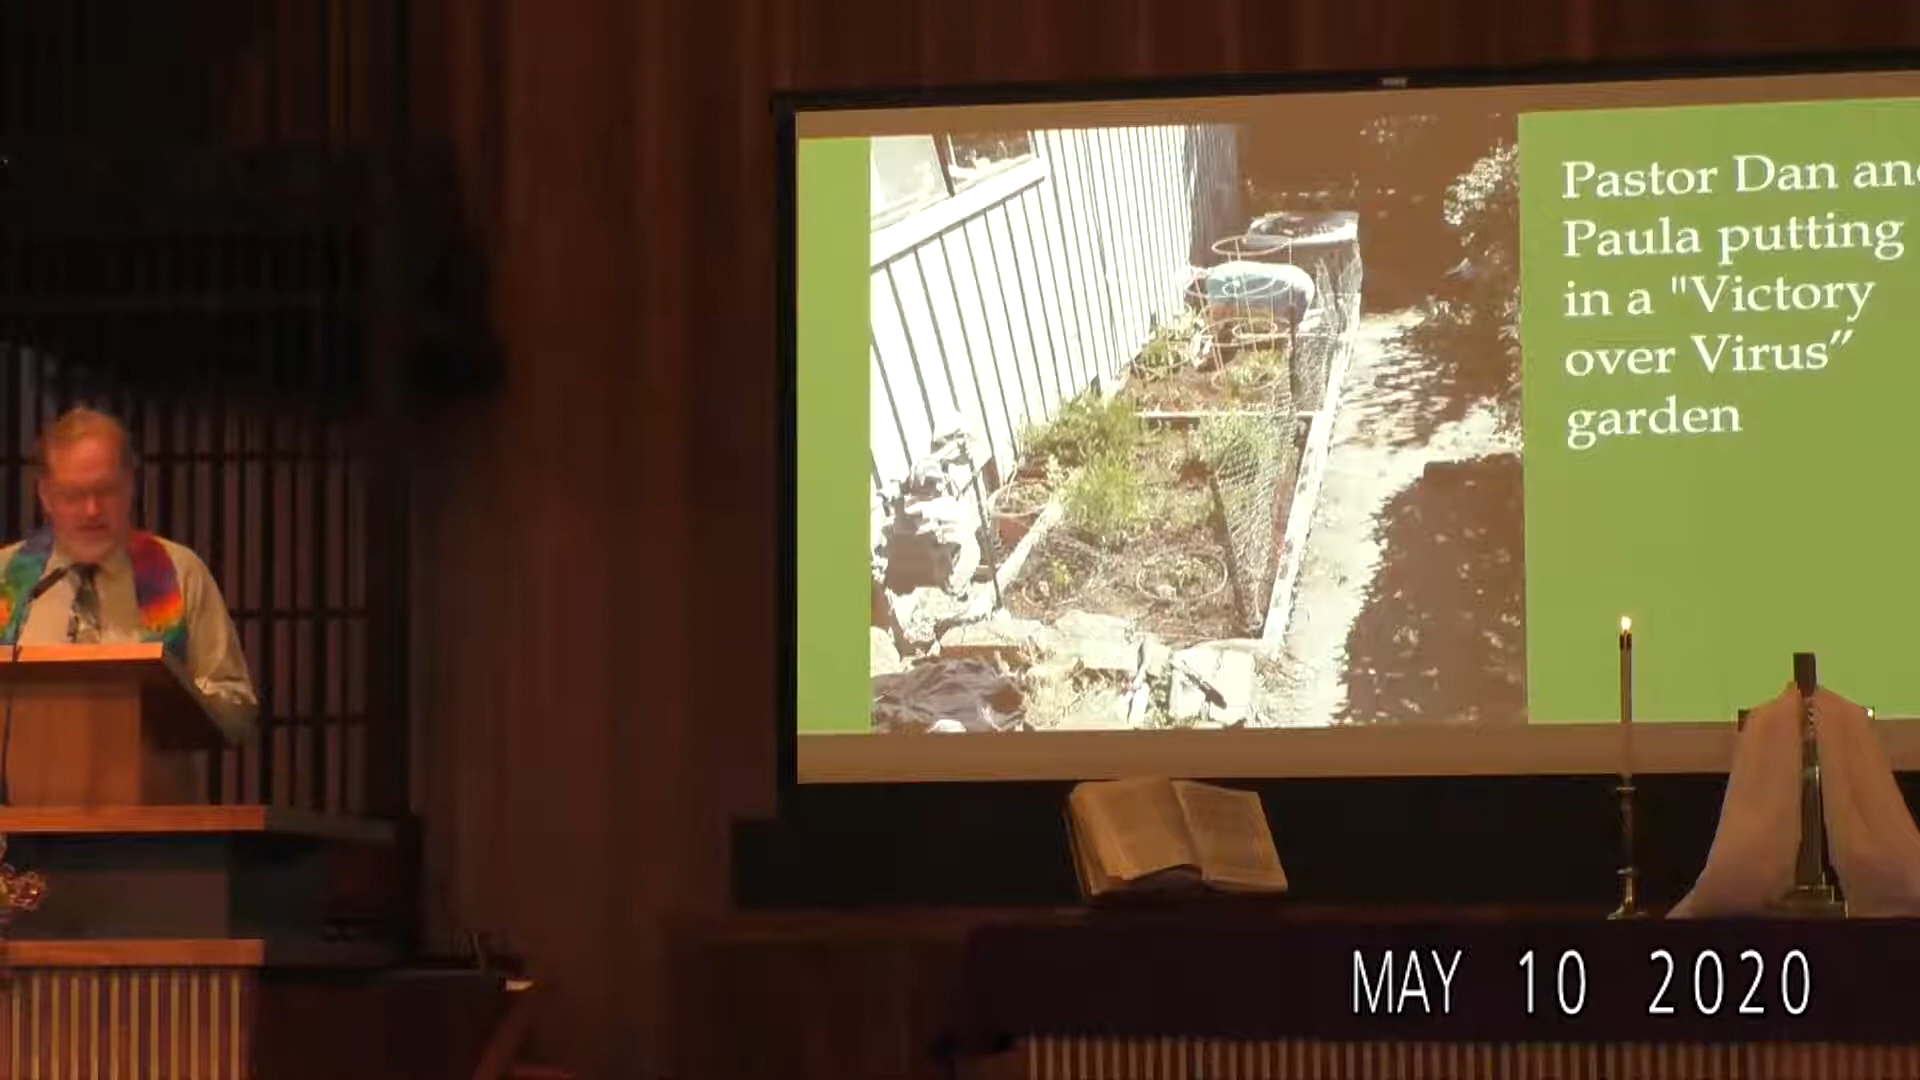 Pastor Dan an
Paula putting
in a "Victory
over Virus”
garden
MAY 10 2020